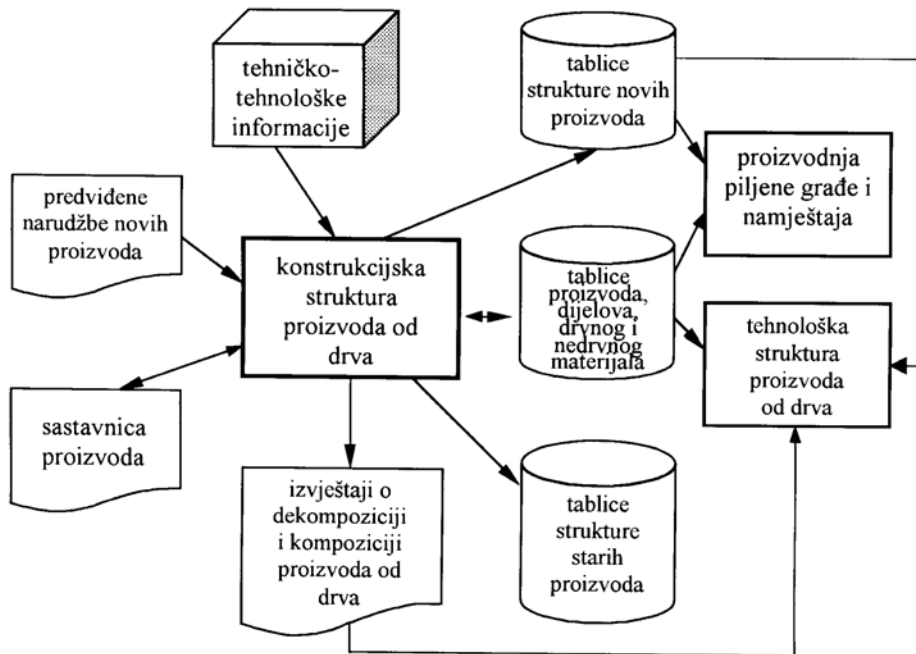 tehničko-
tehnološke
informacije
tablice
strukture novih
proizvoda
proizvodnja
piljene građe i
namještaja
predviđene
narudžbe novih
proizvoda
konstrukcijska
struktura
proizvoda od
drva
tablice
proizvoda,
dijelova,
drvnog i
nedrvnog
materijala
tehnološka
struktura
proizvoda
od drva
sastavnica
proizvoda
izvještaji o
dekompoziciji
i kompoziciji
proizvoda od
drva
tablice
strukture
starih
proizvoda